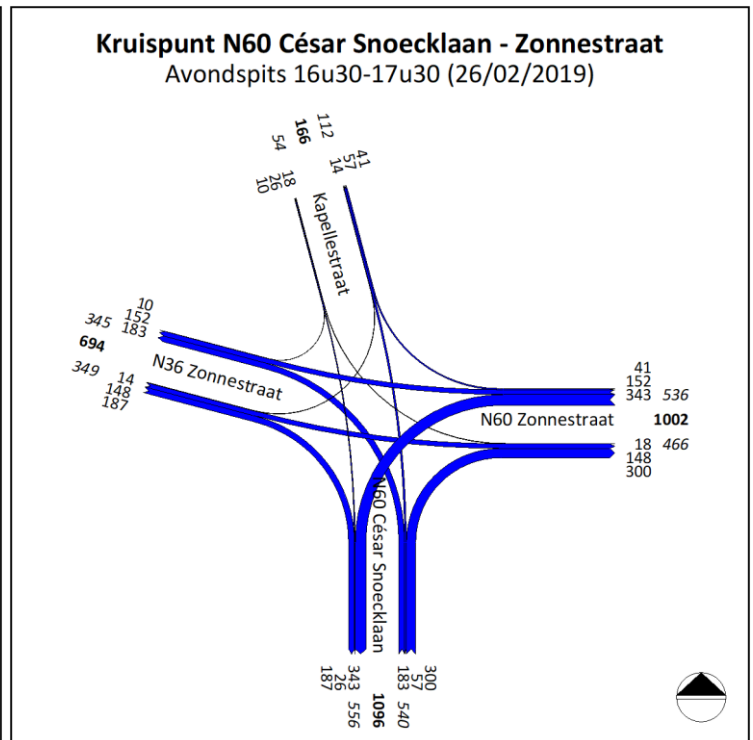 Kruispunt N60 César Snoecklaan - Zonnestraat
Avondspits 16u30-17u30 (26/02/2019)
54 166 112
10 26 18
14 57 41
Kapellestraat
345
10
152
183
694
N36 Zonnestraat
349
14
148
187
41
152
343 536
N60 Zonnestraat 1002
18 466
148
300
N60 César Snoecklaan
187 26 343
556 1096 540
183 57 300